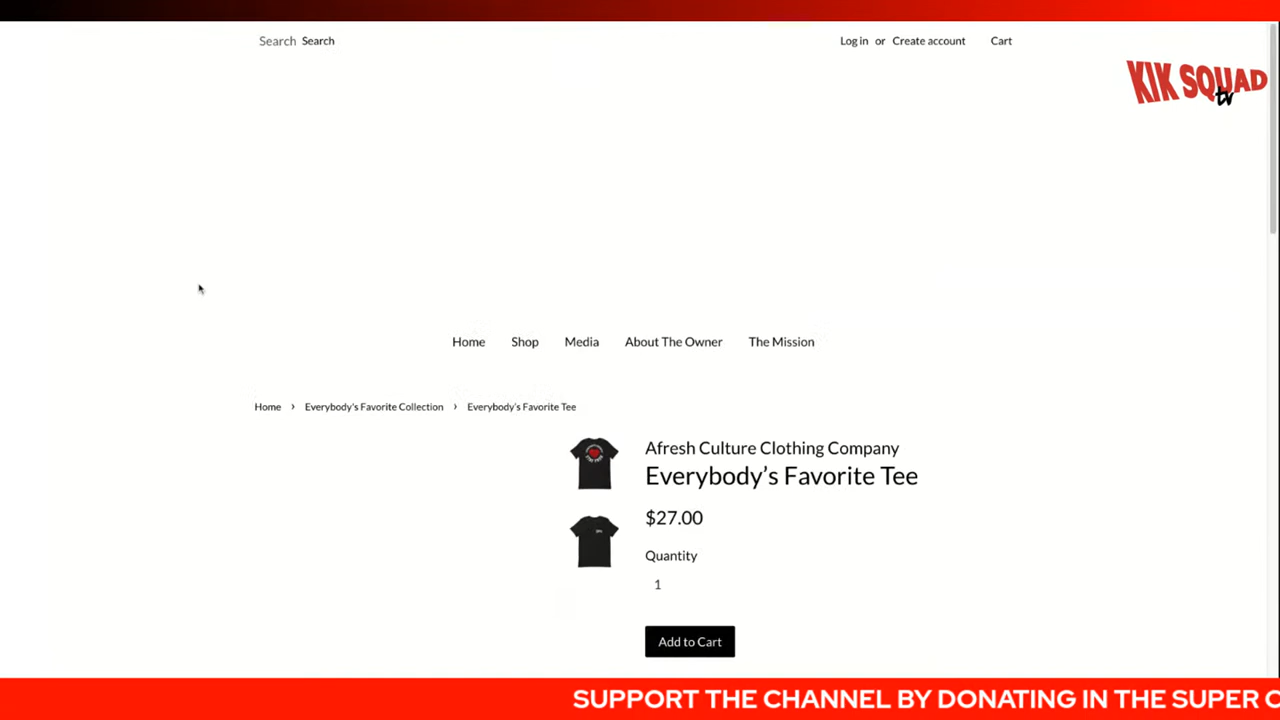 Search Search
Log in or Create account Cart
KIK SQUAD
tv
Home Shop Media About The Owner The Mission
Home › Everybody's Favorite Collection › Everybody's Favorite Tee
Afresh Culture Clothing Company
Everybody’s Favorite Tee
$27.00
Quantity
1
Add to Cart
SUPPORT THE CHANNEL BY DONATING IN THE SUPER C